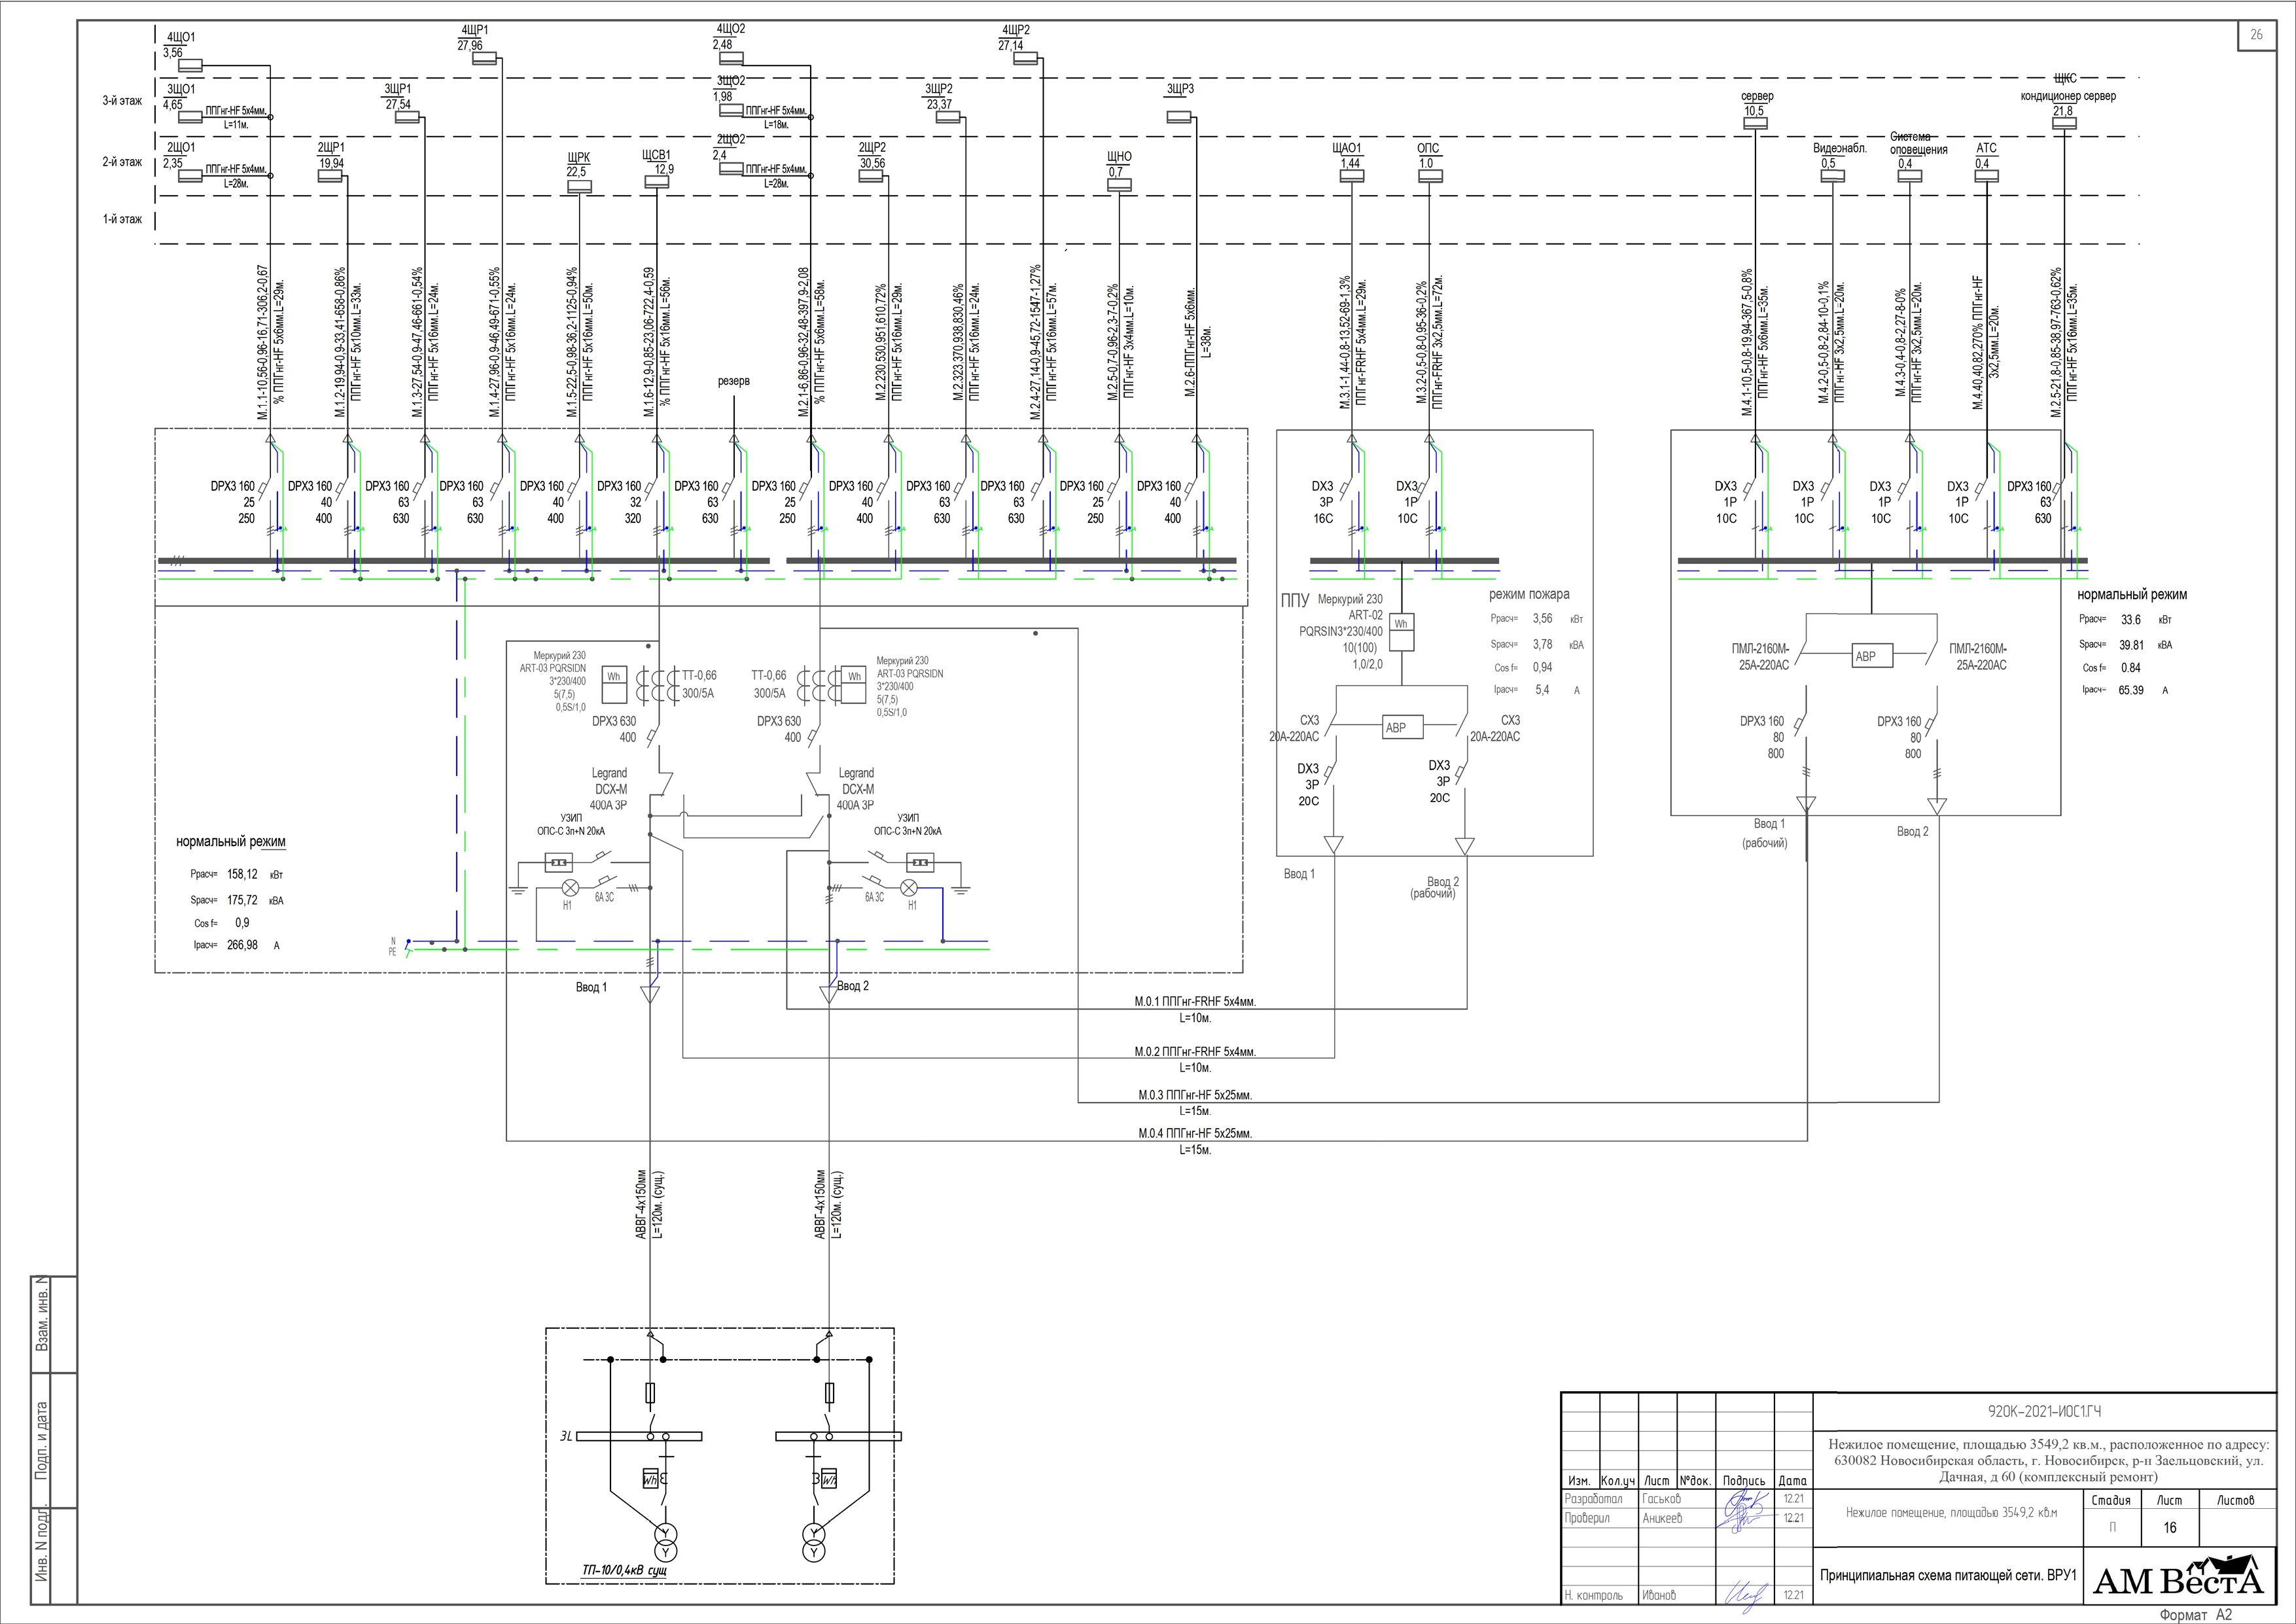 26
4ЩО1
3,56
4ЩР1
27,96
4ЩО2
2,48
4ЩР2
27,14
3-й этаж
3ЩО1
4,65
ППГнг-HF 5х4мм.
L=11м.
3ЩР1
27,54
3ЩО2
1,98
ППГнг-HF 5х4мм.
L=18м.
3ЩР2
23,37
3ЩР3
сервер
10,5
ЩКС
кондиционер сервер
21,8
2-й этаж
2ЩО1
2,35
ППГнг-HF 5х4мм.
L=28м.
2ЩР1
19,94
ЩРК
22,5
ЩСВ1
12,9
2ЩО2
2,4
ППГнг-HF 5х4мм.
L=28м.
2ЩР2
30,56
ЩНО
0,7
ЩАО1
1,44
ОПС
1.0
Видеонабл.
0,5
Система
оповещения
0,4
АТС
0,4
1-й этаж
М.1.1-10,56-0,96-16,71-306,2-0,67
% ППГнг-HF 5х6мм.L=29м.
М.1.2-19,94-0,9-33,41-658-0,86%
ППГнг-HF 5х10мм.L=33м.
М.1.3-27,54-0,9-47,46-661-0,54%
ППГнг-HF 5х16мм.L=24м.
М.1.4-27,96-0,9-46,49-671-0,55%
ППГнг-HF 5х16мм.L=24м.
М.1.5-22,5-0,98-36,2-1125-0,94%
ППГнг-HF 5х16мм.L=50м.
М.1.6-12,9-0,85-23,06-722,4-0,59
% ППГнг-HF 5х16мм.L=56м.
резерв
М.2.1-6,86-0,96-32,48-397,9-2,08
% ППГнг-HF 5х6мм.L=58м.
М.2.230,530,951,610,72%
ППГнг-HF 5х16мм.L=29м.
М.2.323,370,938,830,46%
ППГнг-HF 5х16мм.L=24м.
М.2.4-27,14-0,9-45,72-1547-1,27%
ППГнг-HF 5х16мм.L=57м.
М.2.5-0,7-0,96-2,3-7-0,2%
ППГнг-HF 3х4мм.L=10м.
М.2.6-ППГнг-HF 5х6мм.
L=38м.
М.3.1-1,44-0,8-13,52-689-1,3%
ППГнг-FRHF 5х4мм.L=29м.
М.3.2-0,5-0,8-0,95-36-0,2%
ППГнг-FRHF 3х2,5мм.L=72м.
М.4.1-10,5-0,8-19,94-367,5-0,8%
ППГнг-HF 5х6мм.L=35м.
М.4.2-0,5-0,8-2,84-10-0,1%
ППГнг-HF 3х2,5мм.L=20м.
М.4.3-0,4-0,8-2,27-8-0%
ППГнг-HF 3х2,5мм.L=20м.
М.4.40,40,82,270% ППГнг-HF
3х2,5мм.L=20м.
М.2.5-21,8-0,85-38,97-763-0,62%
ППГнг-HF 5х16мм.L=35м.
DPX3 160
25
250
DPX3 160
40
400
DPX3 160
63
630
DPX3 160
63
630
DPX3 160
40
400
DPX3 160
32
320
DPX3 160
63
630
DPX3 160
25
250
DPX3 160
40
400
DPX3 160
63
630
DPX3 160
63
630
DPX3 160
25
250
DPX3 160
40
400
DX3
3P
16C
DX3
1P
10C
DX3
1P
10C
DX3
1P
10C
DX3
1P
10C
DX3
1P
10C
DPX3 160
63
630
Меркурий 230
ART-03 PQRSIDN
3*230/400
5(7,5)
0,5S/1,0
Wh
ТТ-0,66
300/5А
ТТ-0,66
300/5А
Wh
Меркурий 230
ART-03 PQRSIDN
3*230/400
5(7,5)
0,5S/1,0
DPX3 630
400
DPX3 630
400
Legrand
DCX-M
400A 3P
Legrand
DCX-M
400A 3P
УЗИП
ОПС-С 3п+N 20кА
УЗИП
ОПС-С 3п+N 20кА
Н1
6А 3С
6А 3С
Н1
нормальный режим
Ррасч= 158,12 кВт
Sрасч= 175,72 кВА
Cos f= 0,9
Iрасч= 266,98 А
N
PE
Ввод 1
Ввод 2
ППУ
Меркурий 230
ART-02
PQRSIN3*230/400
10(100)
1,0/2,0
Wh
режим пожара
Ррасч= 3,56 кВт
Sрасч= 3,78 кВА
Cos f= 0,94
Iрасч= 5,4 А
СХ3
20А-220АС
АВР
СХ3
20А-220АС
DX3
3P
20C
DX3
3P
20C
Ввод 1
Ввод 2
(рабочий)
ПМЛ-2160М-
25А-220АС
АВР
ПМЛ-2160М-
25А-220АС
DPX3 160
80
800
DPX3 160
80
800
Ввод 1
(рабочий)
Ввод 2
нормальный режим
Ррасч= 33.6 кВт
Sрасч= 39.81 кВА
Cos f= 0.84
Iрасч= 65.39 А
М.0.1 ППГнг-FRHF 5х4мм.
L=10м.
М.0.2 ППГнг-FRHF 5х4мм.
L=10м.
М.0.3 ППГнг-HF 5х25мм.
L=15м.
М.0.4 ППГнг-HF 5х25мм.
L=15м.
АВВГ-4х150мм
L=120м. (сущ.)
АВВГ-4х150мм
L=120м. (сущ.)
3L
Wh
Wh
Y
Y
Y
Y
ТП-10/0,4кВ сущ
Взам. инв. N
Подп. и дата
Инв. N подл.
Изм.
Кол.уч
Лист
№док.
Подпись
Дата
Разработал
Гаськов
12.21
Проверил
Аникеев
12.21
Н. контроль
Иванов
12.21
920К-2021-ИОС1.ГЧ
Нежилое помещение, площадью 3549,2 кв.м., расположенное по адресу:
630082 Новосибирская область, г. Новосибирск, р-н Заельцовский, ул.
Дачная, д 60 (комплексный ремонт)
Нежилое помещение, площадью 3549,2 кв.м
Стадия
Лист
Листов
П
16
Принципиальная схема питающей сети. ВРУ1
АМ ВестА
Формат А2